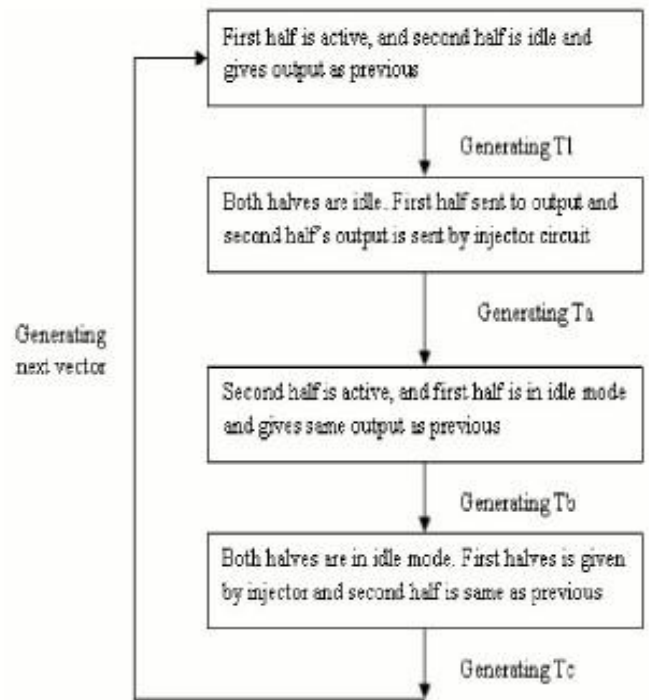 First half is active, and second half is idle and
gives output as previous
Generating T1
Both halves are idle. First half sent to output and
second half's output is sent by injector circuit
Generating Ta
Generating
next vector
Second half is active, and first half is in idle mode
and gives same output as previous
Generating Tb
Both halves are in idle mode. First halves is given
by injector and second half is same as previous
Generating Tc